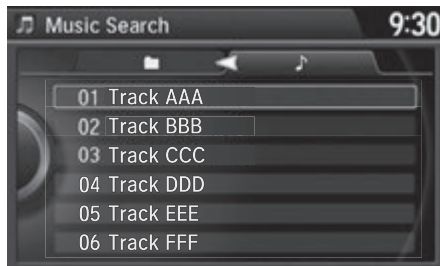 Music Search
9:30
01 Track AAA
02 Track BBB
03 Track CCC
04 Track DDD
05 Track EEE
06 Track FFF